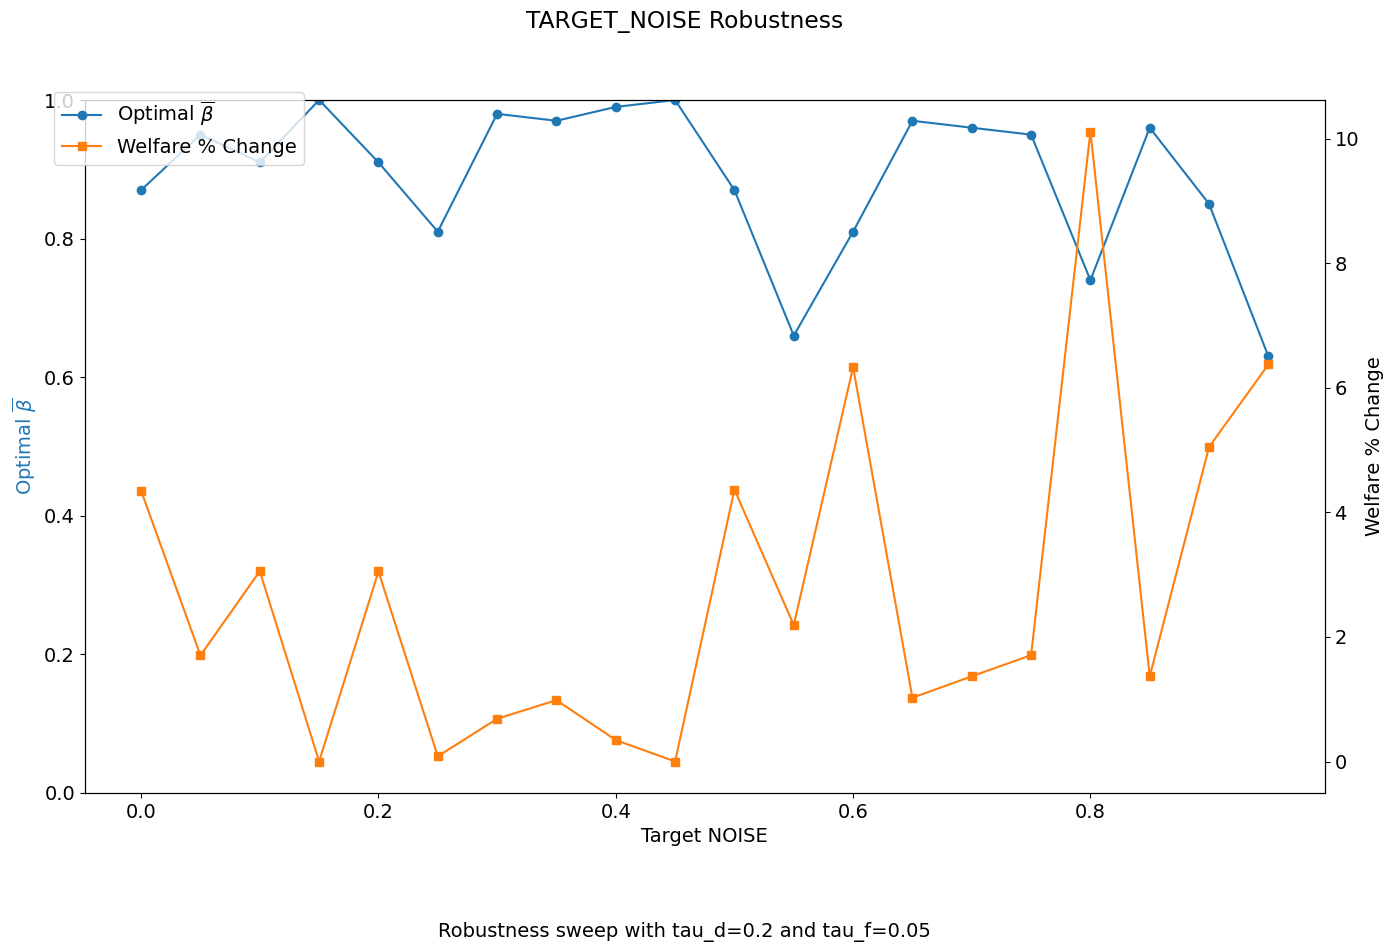 TARGET_NOISE Robustness
Optimal β̅
Welfare % Change
1.0
0.8
0.6
0.4
0.2
0.0
Optimal β̅
10
8
6
4
2
0
Welfare % Change
0.0 0.2 0.4 0.6 0.8
Target NOISE
Robustness sweep with tau_d=0.2 and tau_f=0.05